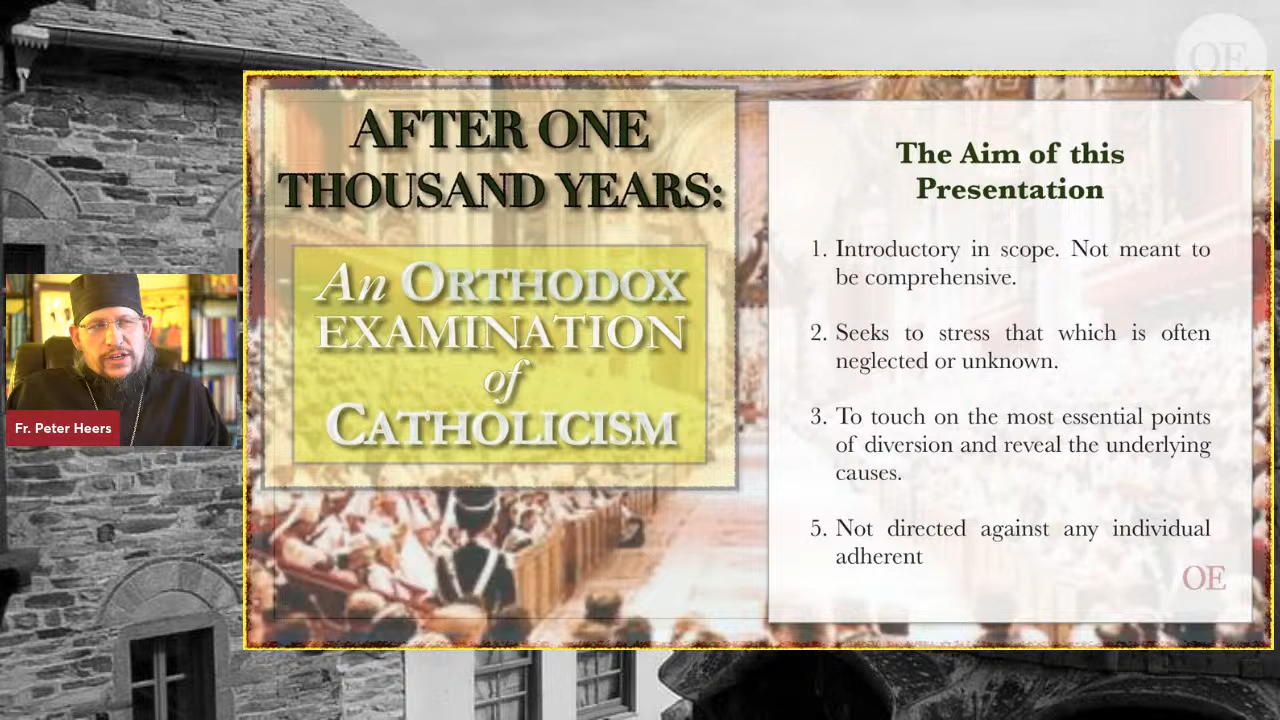 OE
AFTER ONE
THOUSAND YEARS:
An ORTHODOX
EXAMINATION
of
CATHOLICISM
The Aim of this
Presentation
1. Introductory in scope. Not meant to
be comprehensive.
2. Seeks to stress that which is often
neglected or unknown.
3. To touch on the most essential points
of diversion and reveal the underlying
causes.
5. Not directed against any individual
adherent
OE
Fr. Peter Heers